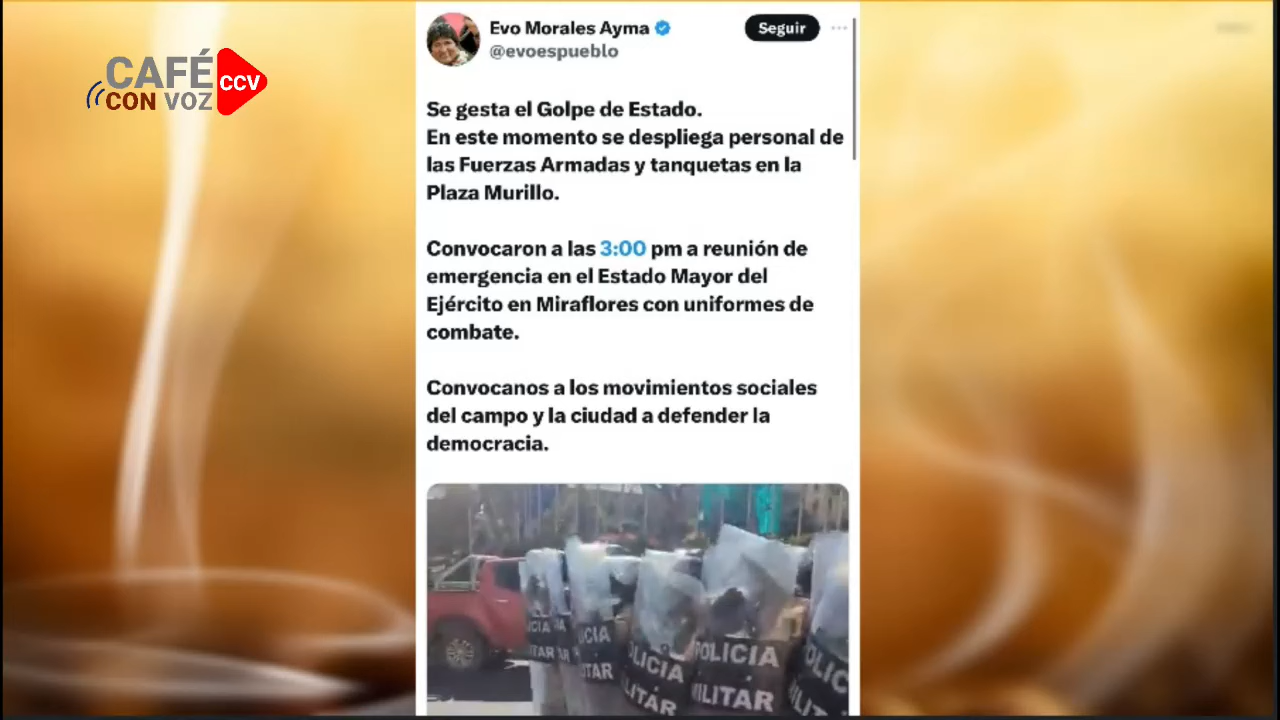 CAFÉ
CON VOZ
CCV
Evo Morales Ayma
@evoespueblo
Seguir
Se gesta el Golpe de Estado.
En este momento se despliega personal de
las Fuerzas Armadas y tanquetas en la
Plaza Murillo.
Convocaron a las 3:00 pm a reunión de
emergencia en el Estado Mayor del
Ejército en Miraflores con uniformes de
combate.
Convocanos a los movimientos sociales
del campo y la ciudad a defender la
democracia.
POLICIA
MILITAR